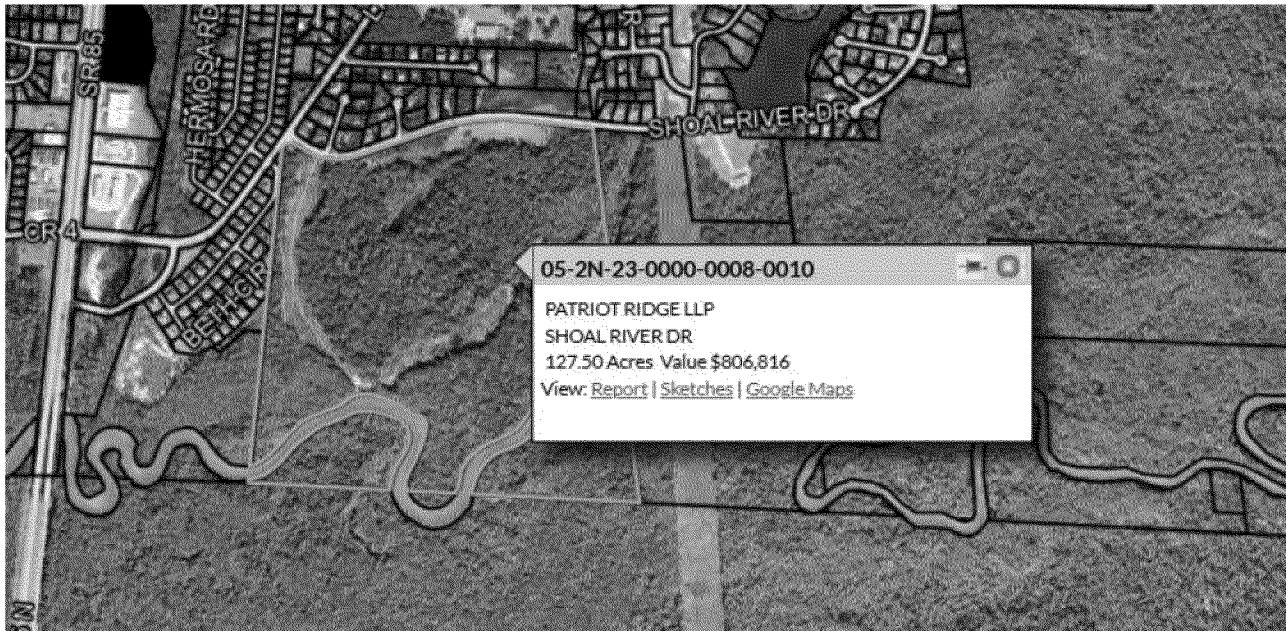 SR 85
HERMOSA RD
R
SHOAL RIVER DR
CR 4
05-2N-23-0000-0008-0010
PATRIOT RIDGE LLP
SHOAL RIVER DR
127.50 Acres Value $806,816
View: Report | Sketches | Google Maps
BETH CIR
N